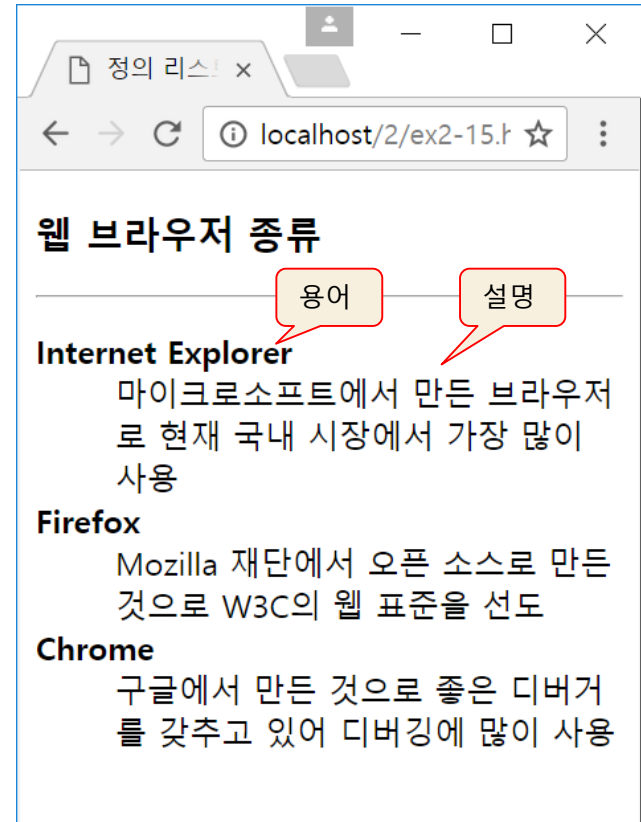 정의 리스
localhost/2/ex2-15.h
웹 브라우저 종류
용어
설명
Internet Explorer
마이크로소프트에서 만든 브라우저
로 현재 국내 시장에서 가장 많이
사용
Firefox
Mozilla 재단에서 오픈 소스로 만든
것으로 W3C의 웹 표준을 선도
Chrome
구글에서 만든 것으로 좋은 디버거
를 갖추고 있어 디버깅에 많이 사용